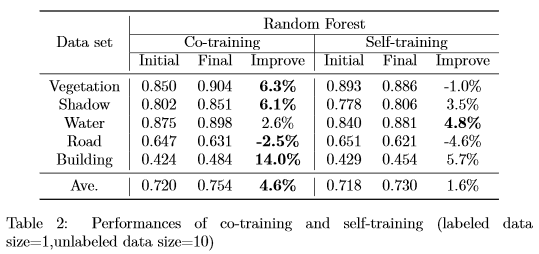 Random Forest
Data set Co-training Self-training
Initial Final Improve Initial Final Improve
Vegetation 0.850 0.904 6.3% 0.893 0.886 -1.0%
Shadow 0.802 0.851 6.1% 0.778 0.806 3.5%
Water 0.875 0.898 2.6% 0.840 0.881 4.8%
Road 0.647 0.631 -2.5% 0.651 0.621 -4.6%
Building 0.424 0.484 14.0% 0.429 0.454 5.7%
Ave. 0.720 0.754 4.6% 0.718 0.730 1.6%
Table 2: Performances of co-training and self-training (labeled data
size=1,unlabeled data size=10)